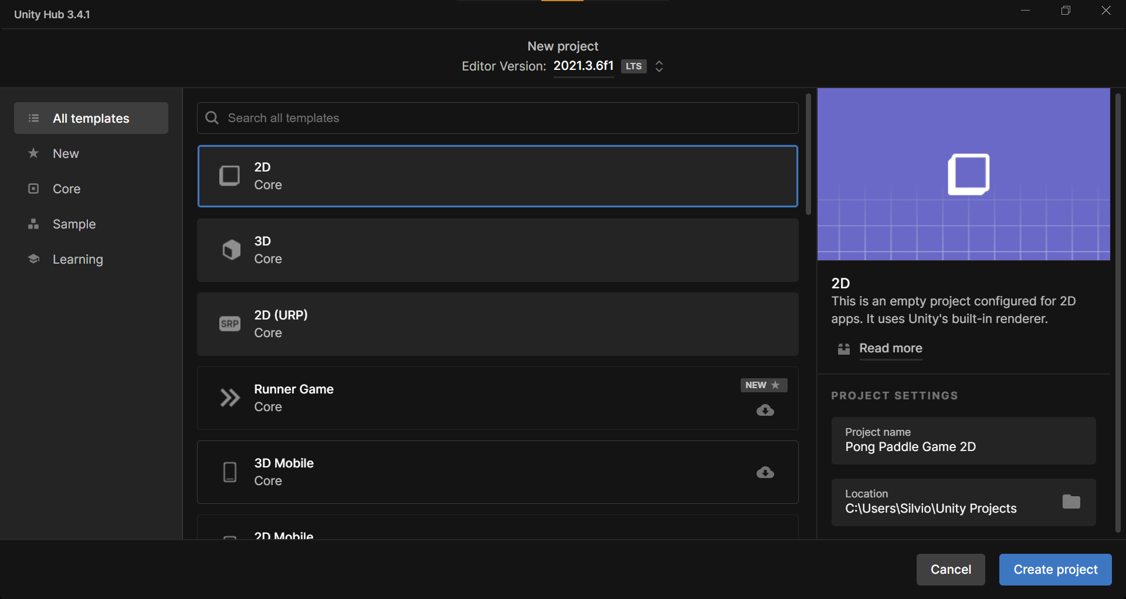 Unity Hub 3.4.1
New project
Editor Version: 2021.3.6f1 LTS
All templates
New
Core
Sample
Learning
Search all templates
2D
Core
3D
Core
SRP
2D (URP)
Core
Runner Game
Core
NEW
3D Mobile
Core
2D Mobile
2D
This is an empty project configured for 2D
apps. It uses Unity's built-in renderer.
Read more
PROJECT SETTINGS
Project name
Pong Paddle Game 2D
Location
C:\Users\Silvio\Unity Projects
Cancel
Create project